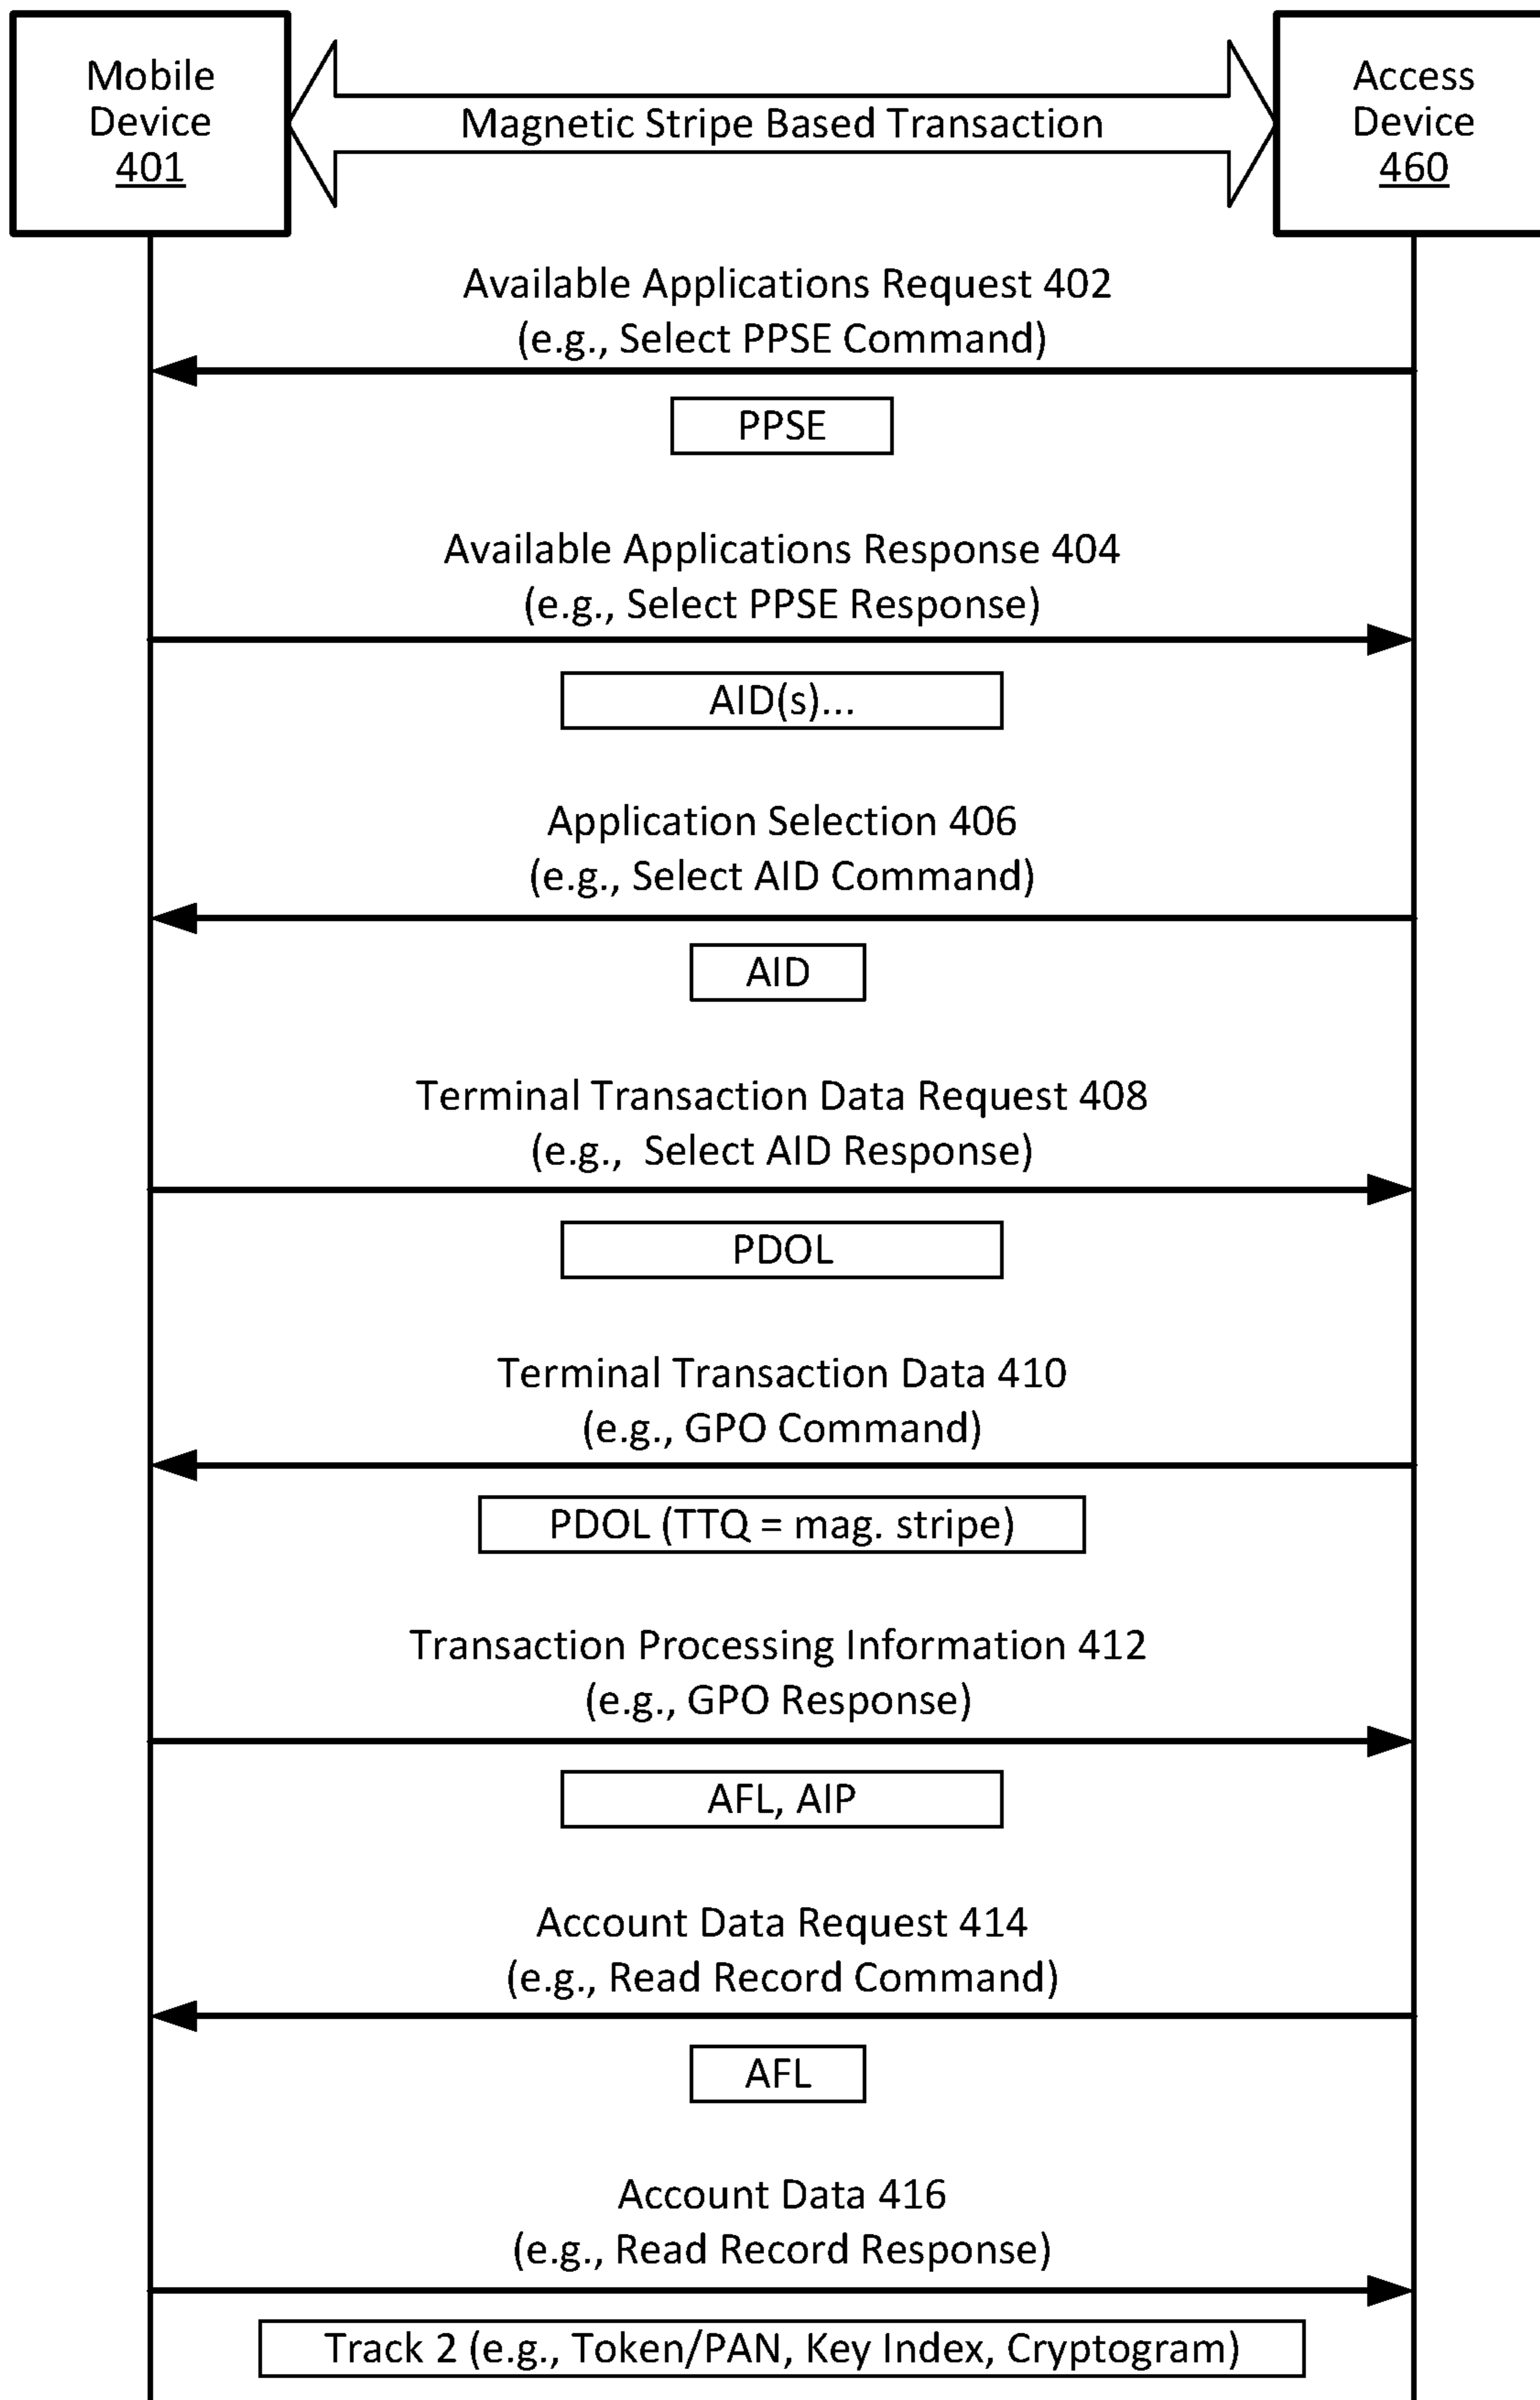 Mobile
Device
401
Magnetic Stripe Based Transaction
Access
Device
460
Available Applications Request 402
(e.g., Select PPSE Command)
PPSE
Available Applications Response 404
(e.g., Select PPSE Response)
AID(s)...
Application Selection 406
(e.g., Select AID Command)
AID
Terminal Transaction Data Request 408
(e.g.,  Select AID Response)
PDOL
Terminal Transaction Data 410
(e.g., GPO Command)
PDOL (TTQ = mag. stripe)
Transaction Processing Information 412
(e.g., GPO Response)
AFL, AIP
Account Data Request 414
(e.g., Read Record Command)
AFL
Account Data 416
(e.g., Read Record Response)
Track 2 (e.g., Token/PAN, Key Index, Cryptogram)